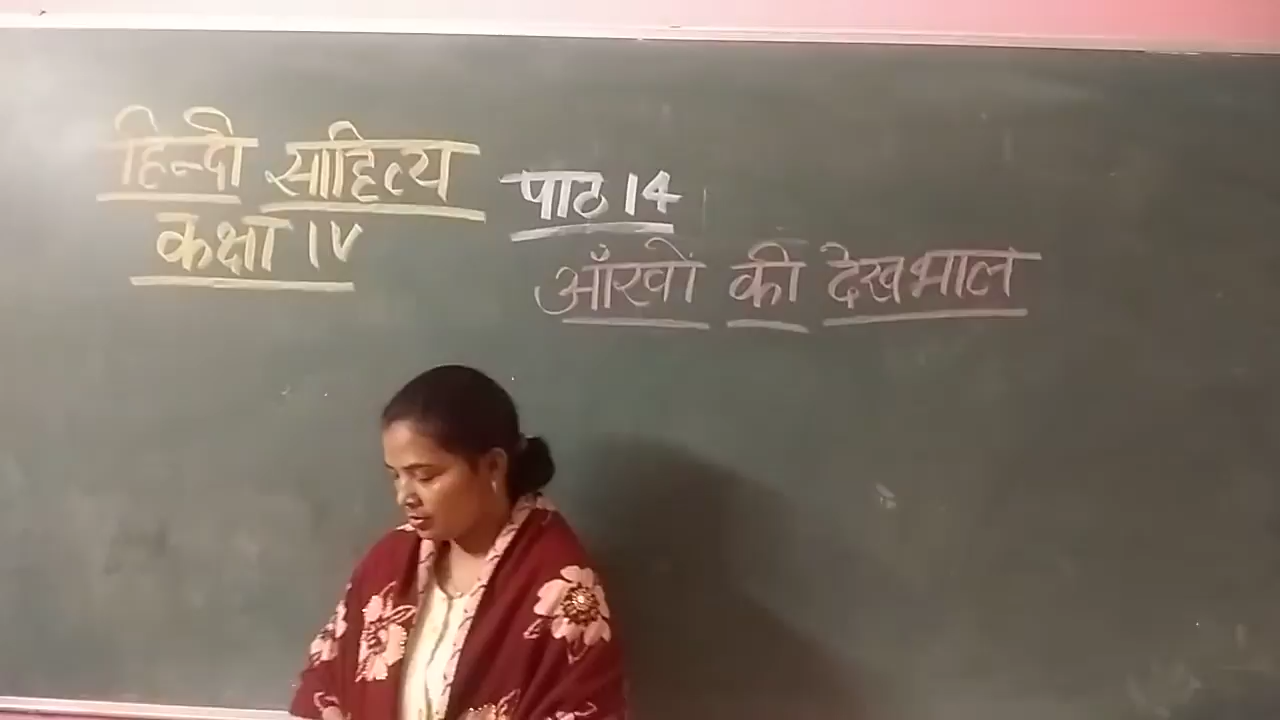 हिन्दी साहित्य
कक्षा IV
पाठ 14
आँखों की देखभाल